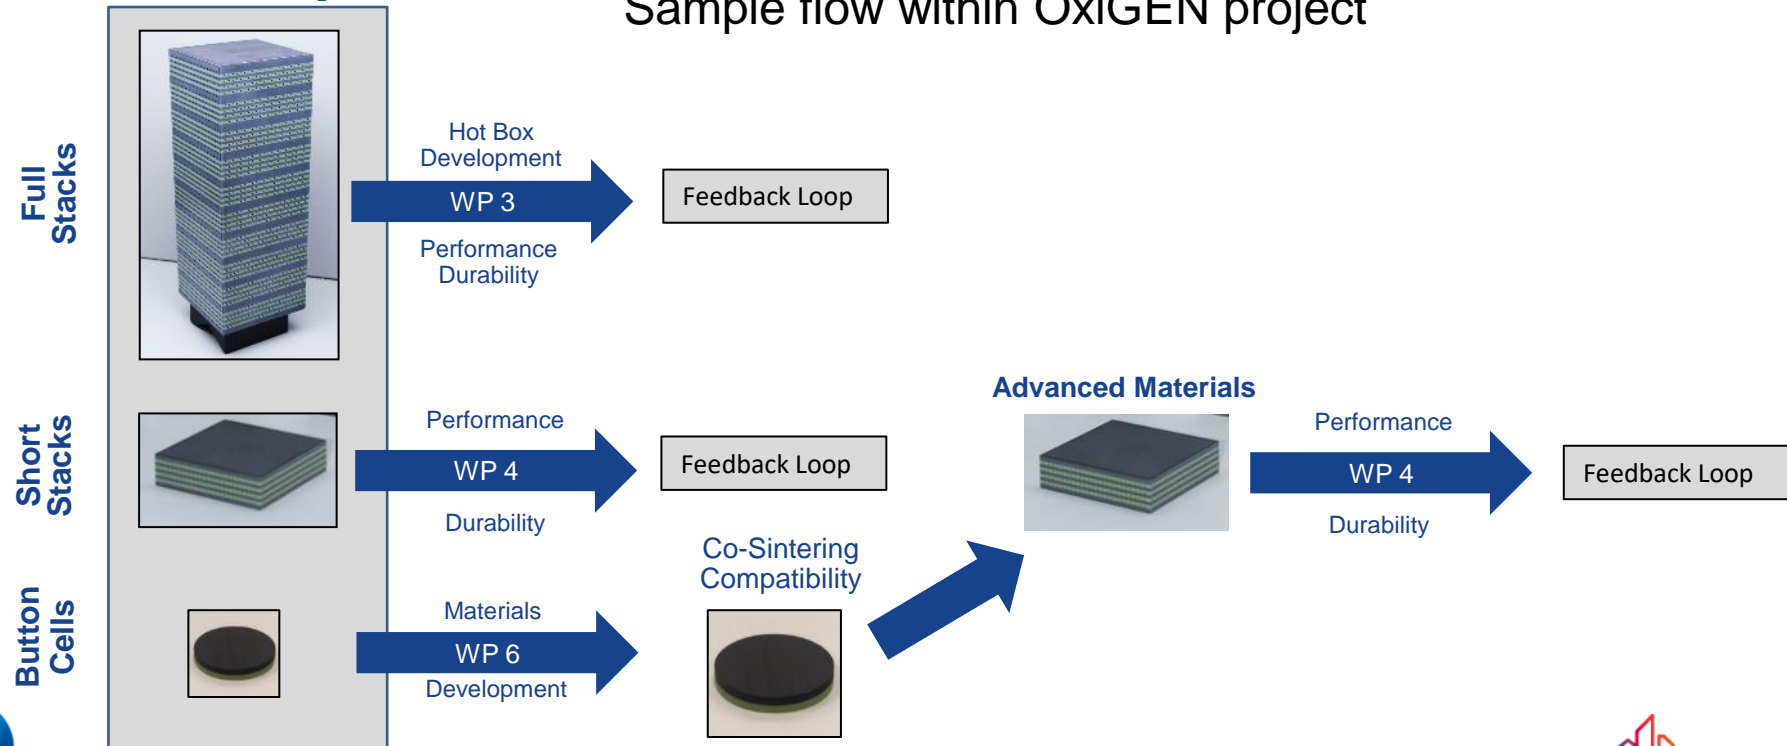 Sample flow within OxiGEN project
Full
Stacks
Hot Box
Development
WP 3
Performance
Durability
Feedback Loop
Short
Stacks
Performance
WP 4
Durability
Feedback Loop
Advanced Materials
Performance
WP 4
Durability
Feedback Loop
Button
Cells
Materials
WP 6
Development
Co-Sintering
Compatibility